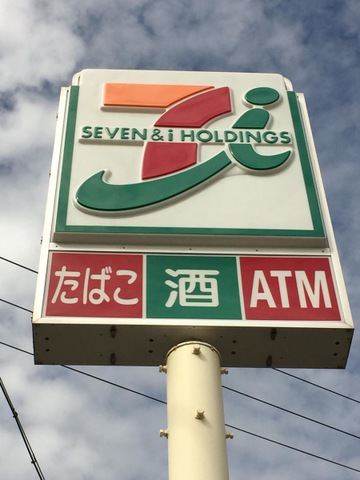 SEVEN&i HOLDINGS
たばこ 酒 ATM